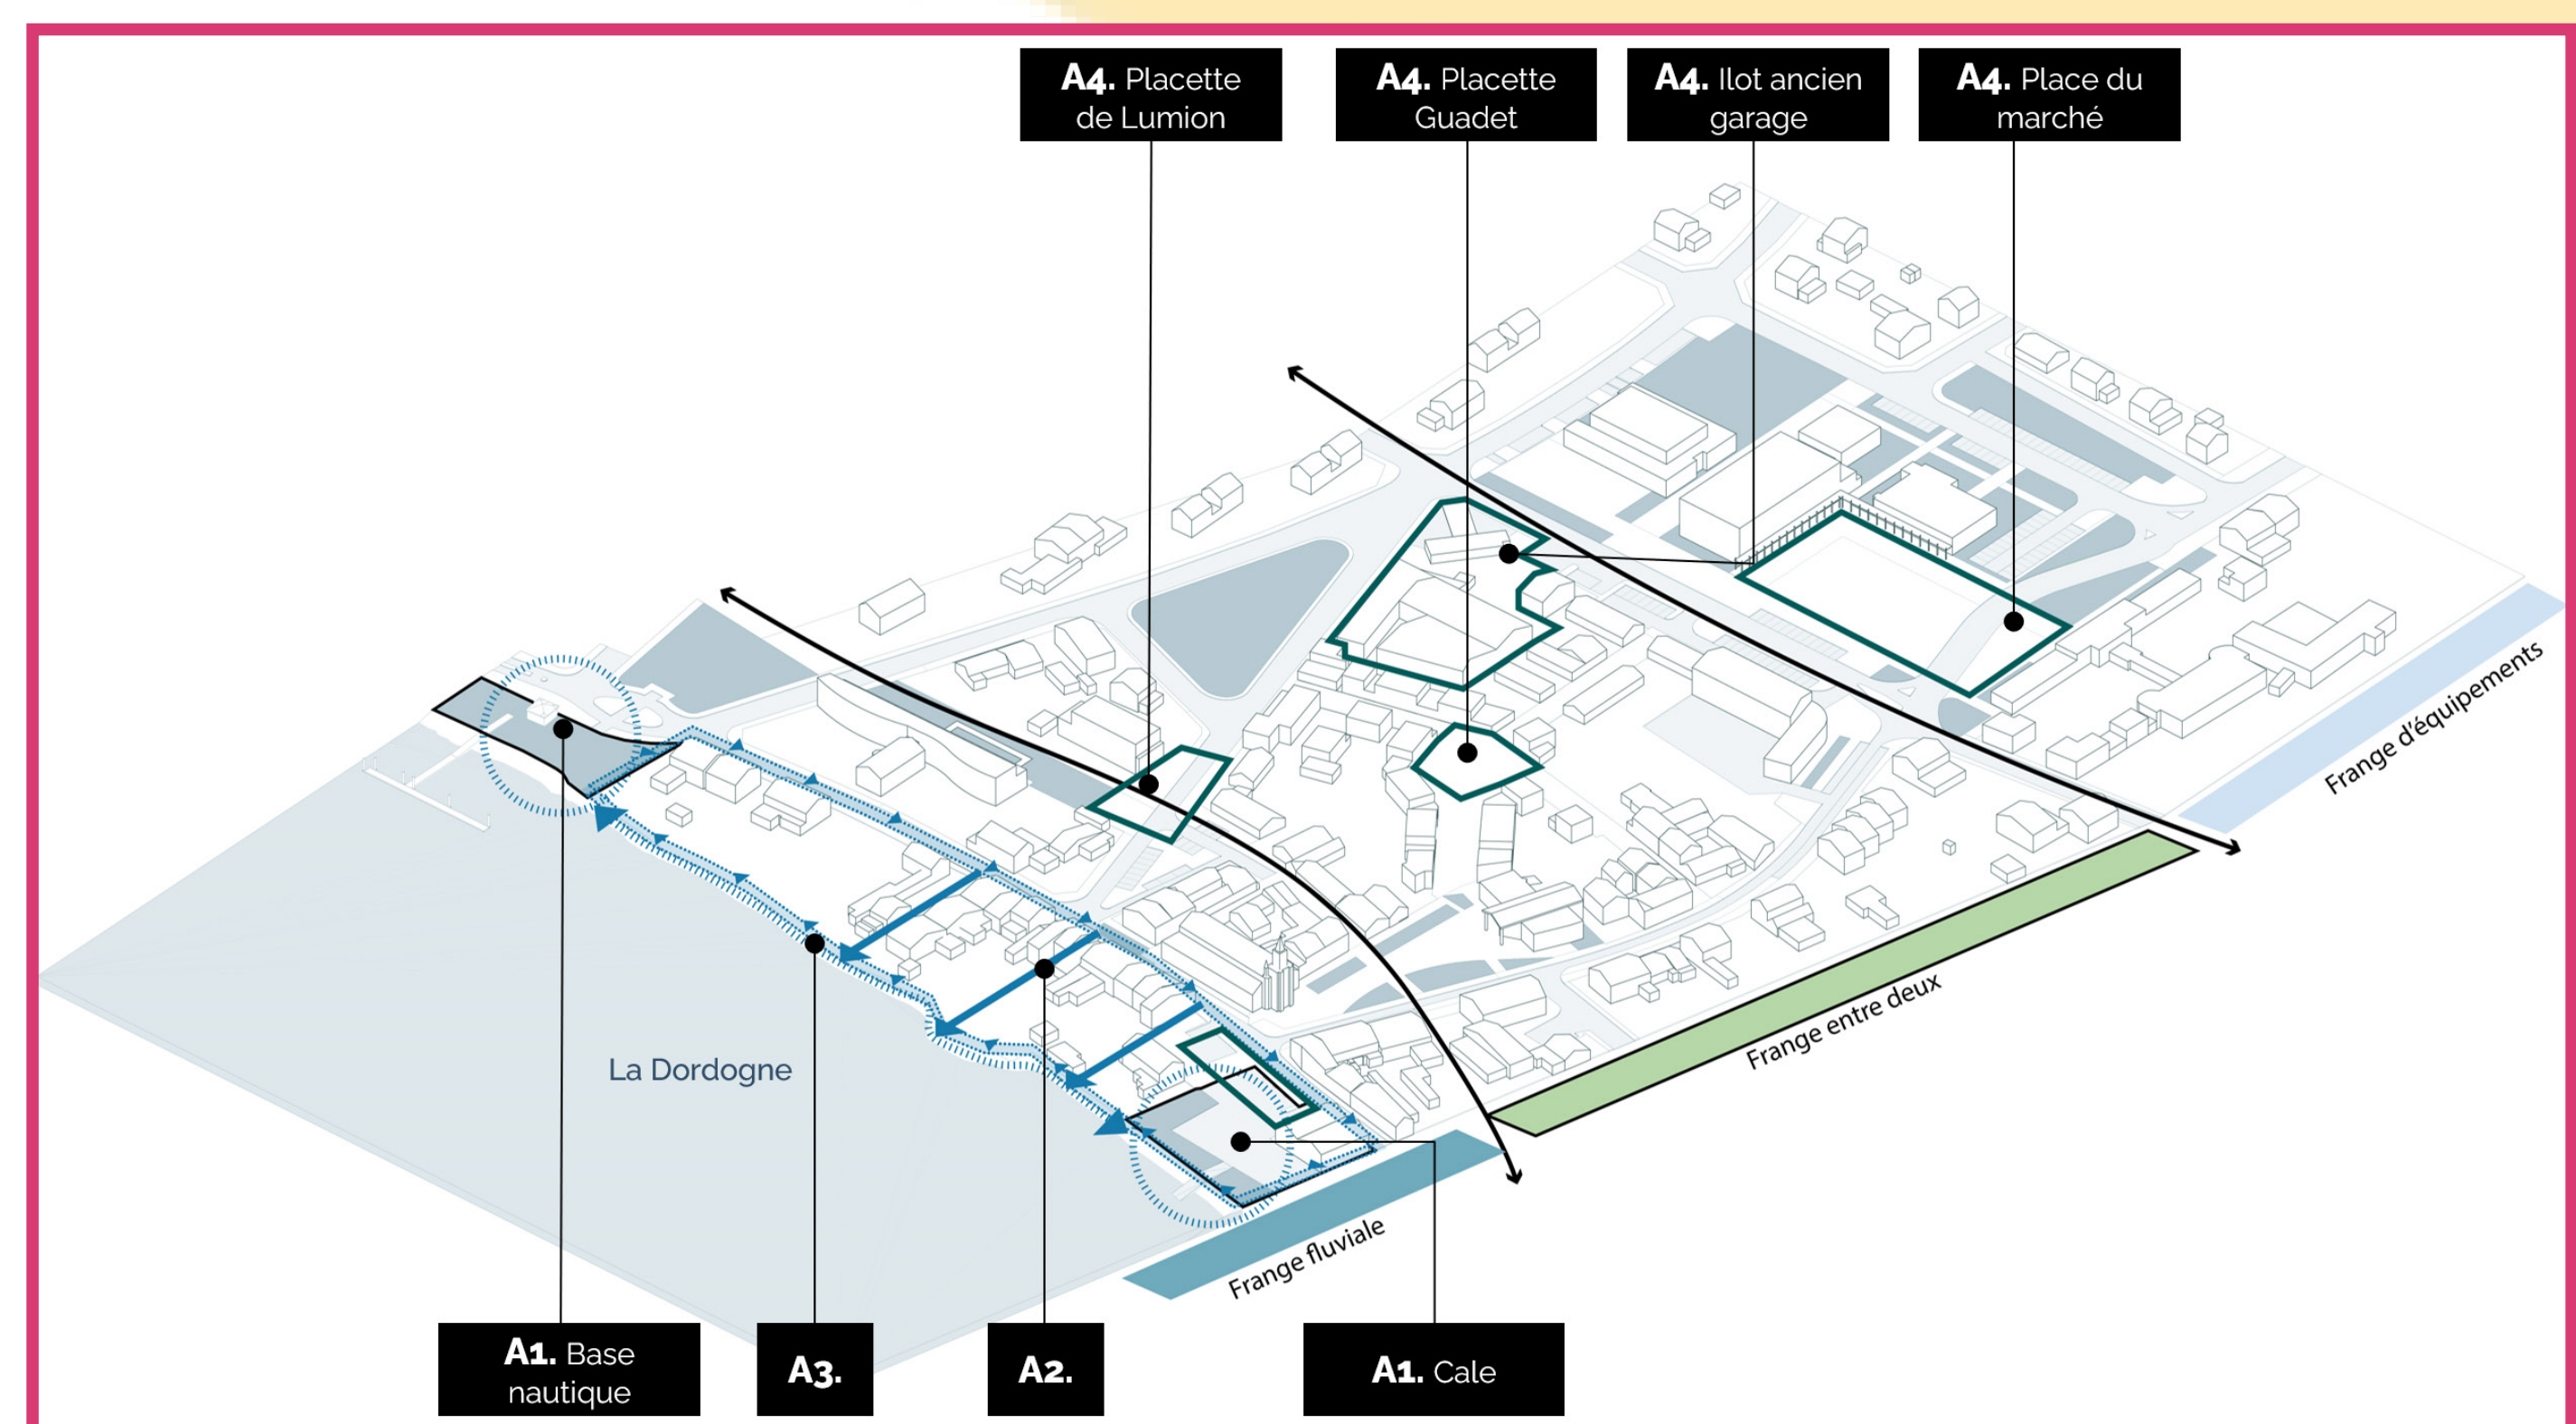 A4. Placette
de Lumion
A4. Placette
Guadet
A4. Ilot ancien
garage
A4. Place du
marché
Frange d'équipements
Frange entre deux
La Dordogne
Frange fluviale
A1. Base
nautique
A3.
A2.
A1. Cale